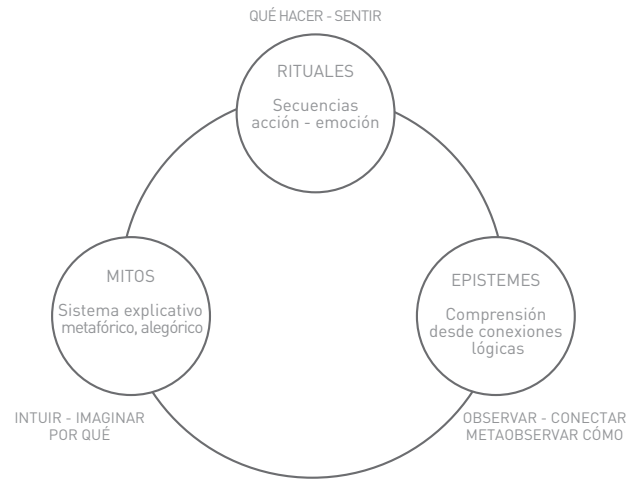 QUÉ HACER - SENTIR
RITUALES
Secuencias
acción - emoción
MITOS
Sistema explicativo
metafórico, alegórico
INTUIR - IMAGINAR
POR QUÉ
EPISTEMES
Comprensión
desde conexiones
lógicas
OBSERVAR - CONECTAR
METAOBSERVAR CÓMO